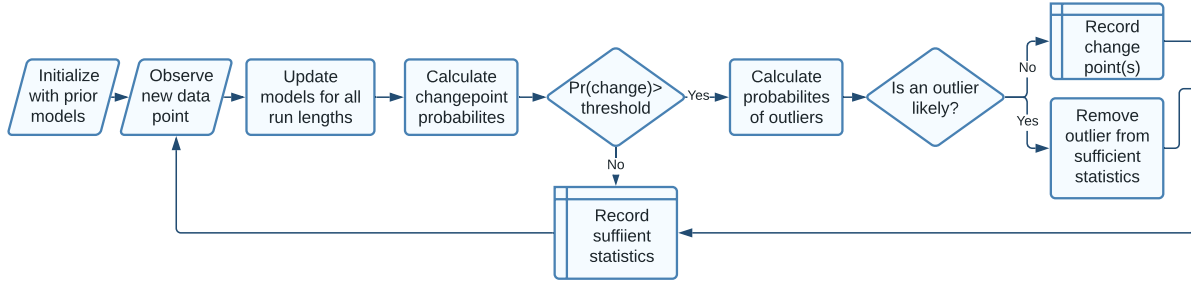 Initialize
with prior
models
Observe
new data
point
Update
models for all
run lengths
Calculate
changepoint
probabilites
Pr(change)>
threshold
Yes
No
Calculate
probabilites
of outliers
Is an outlier
likely?
No
Yes
Record
change
point(s)
Remove
outlier from
sufficient
statistics
Record
suffiient
statistics